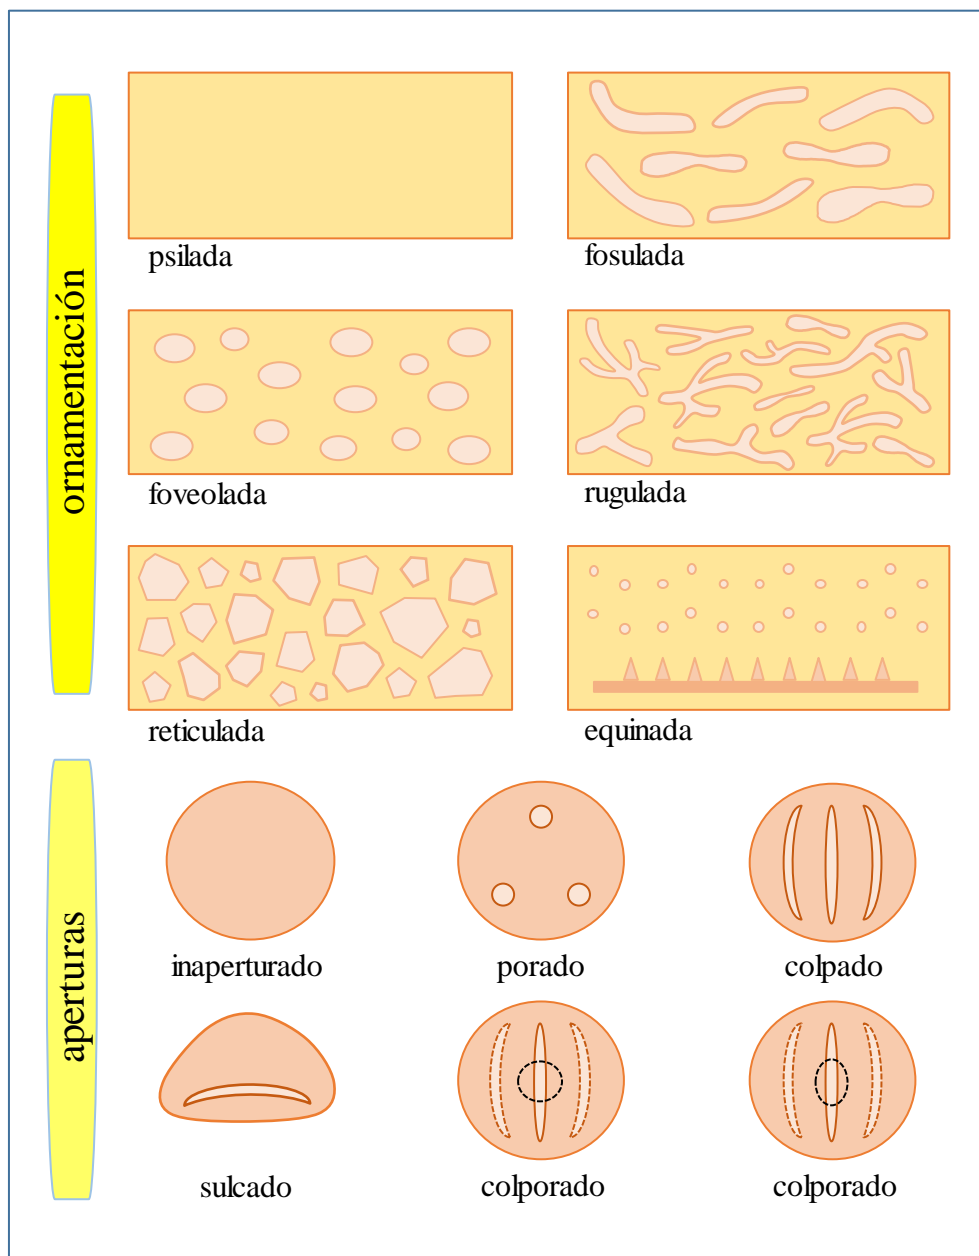 ornamentación
psilada
fosulada
foveolada
rugulada
reticulada
equinada
aperturas
inaperturado
porado
colpado
sulcado
colporado
colporado